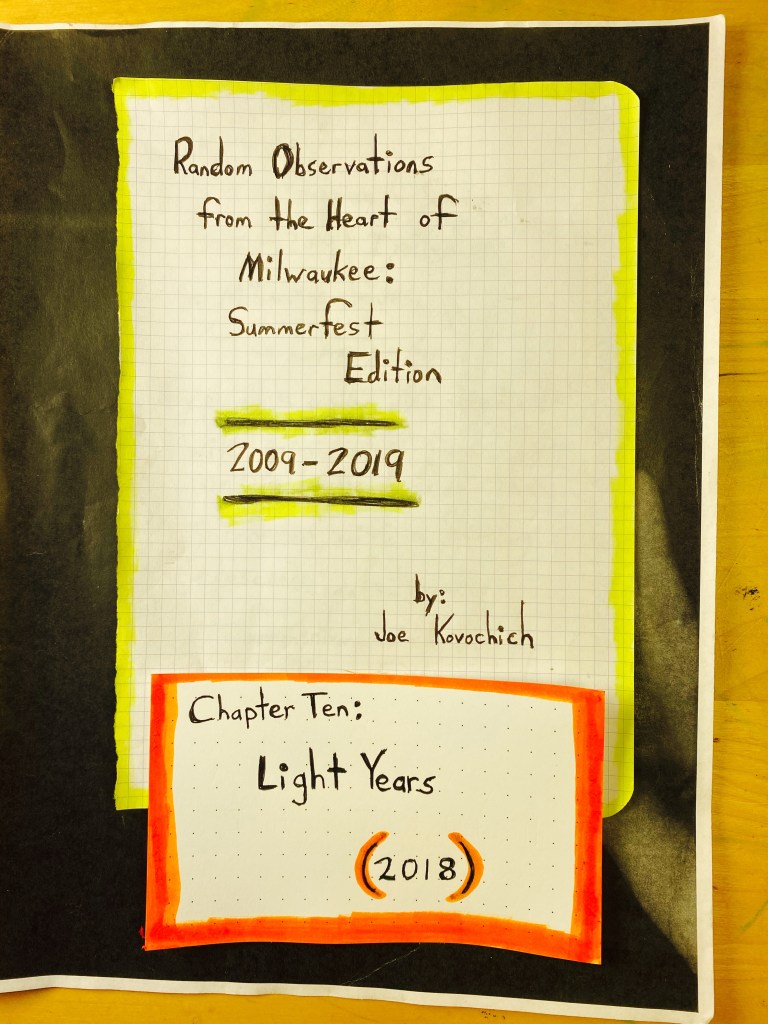 Random Observations
from the Heart of
Milwaukee:
Summerfest
Edition
2009-2019
by:
Joe Kovochich
Chapter Ten:
Light Years
(2018)